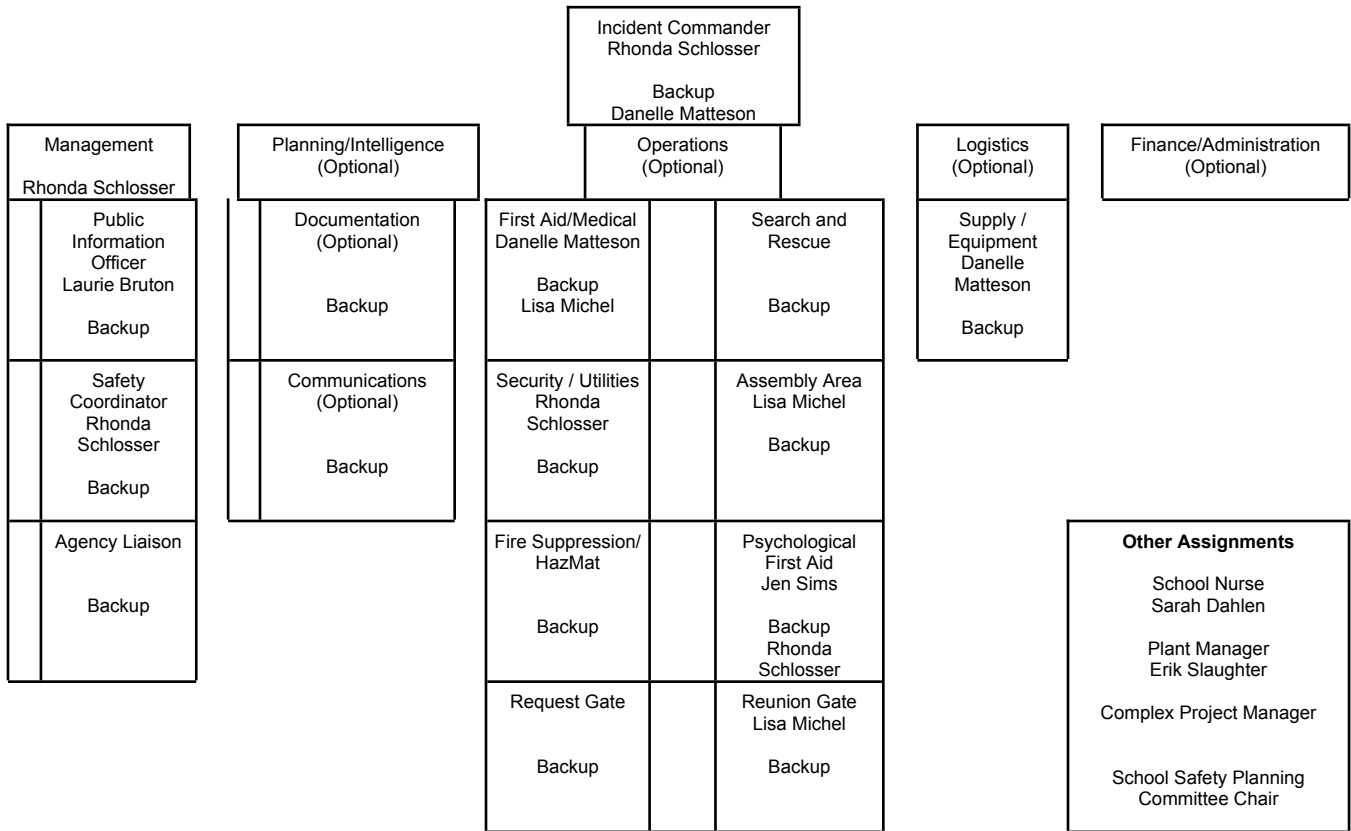 Incident Commander
Rhonda Schlosser
Backup
Danelle Matteson
Management
Rhonda Schlosser
Planning/Intelligence
(Optional)
Operations
(Optional)
Logistics
(Optional)
Finance/Administration
(Optional)
Public
Information
Officer
Laurie Bruton
Backup
Documentation
(Optional)
Backup
First Aid/Medical
Danelle Matteson
Backup
Lisa Michel
Search and
Rescue
Backup
Supply /
Equipment
Danelle
Matteson
Backup
Safety
Coordinator
Rhonda
Schlosser
Backup
Communications
(Optional)
Backup
Security / Utilities
Rhonda
Schlosser
Backup
Assembly Area
Lisa Michel
Backup
Agency Liaison
Backup
Fire Suppression/
HazMat
Backup
Psychological
First Aid
Jen Sims
Backup
Rhonda
Schlosser
Request Gate
Backup
Reunion Gate
Lisa Michel
Backup
Other Assignments
School Nurse
Sarah Dahlen
Plant Manager
Erik Slaughter
Complex Project Manager
School Safety Planning
Committee Chair